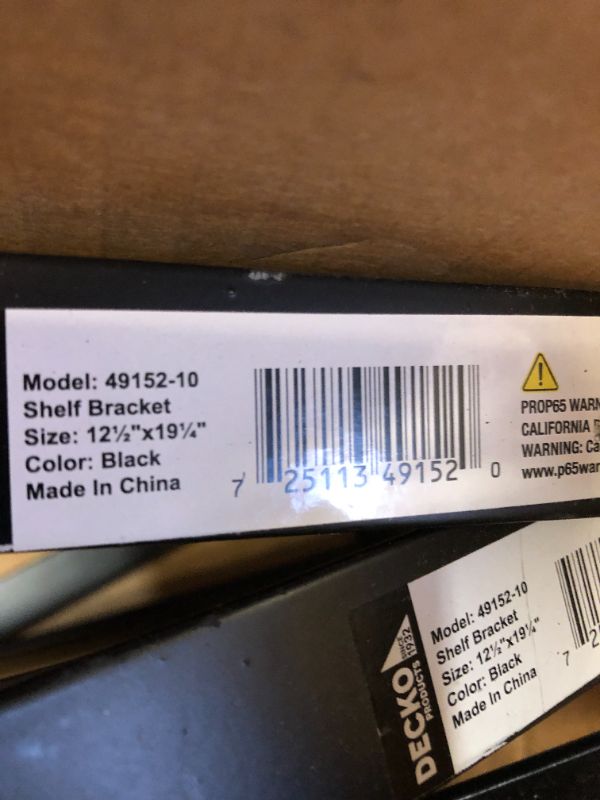 Model: 49152-10
Shelf Bracket
Size: 12½"x19¼"
Color: Black
Made In China
7 25113 49152 0
PROP65 WARN
CALIFORNIA
WARNING: Ca
www.p65war
DECKO
PRODUCTS
SINCE 1932
Model: 49152-10
Shelf Bracket
Size: 12½"x19¼"
Color: Black
Made In China
7 2